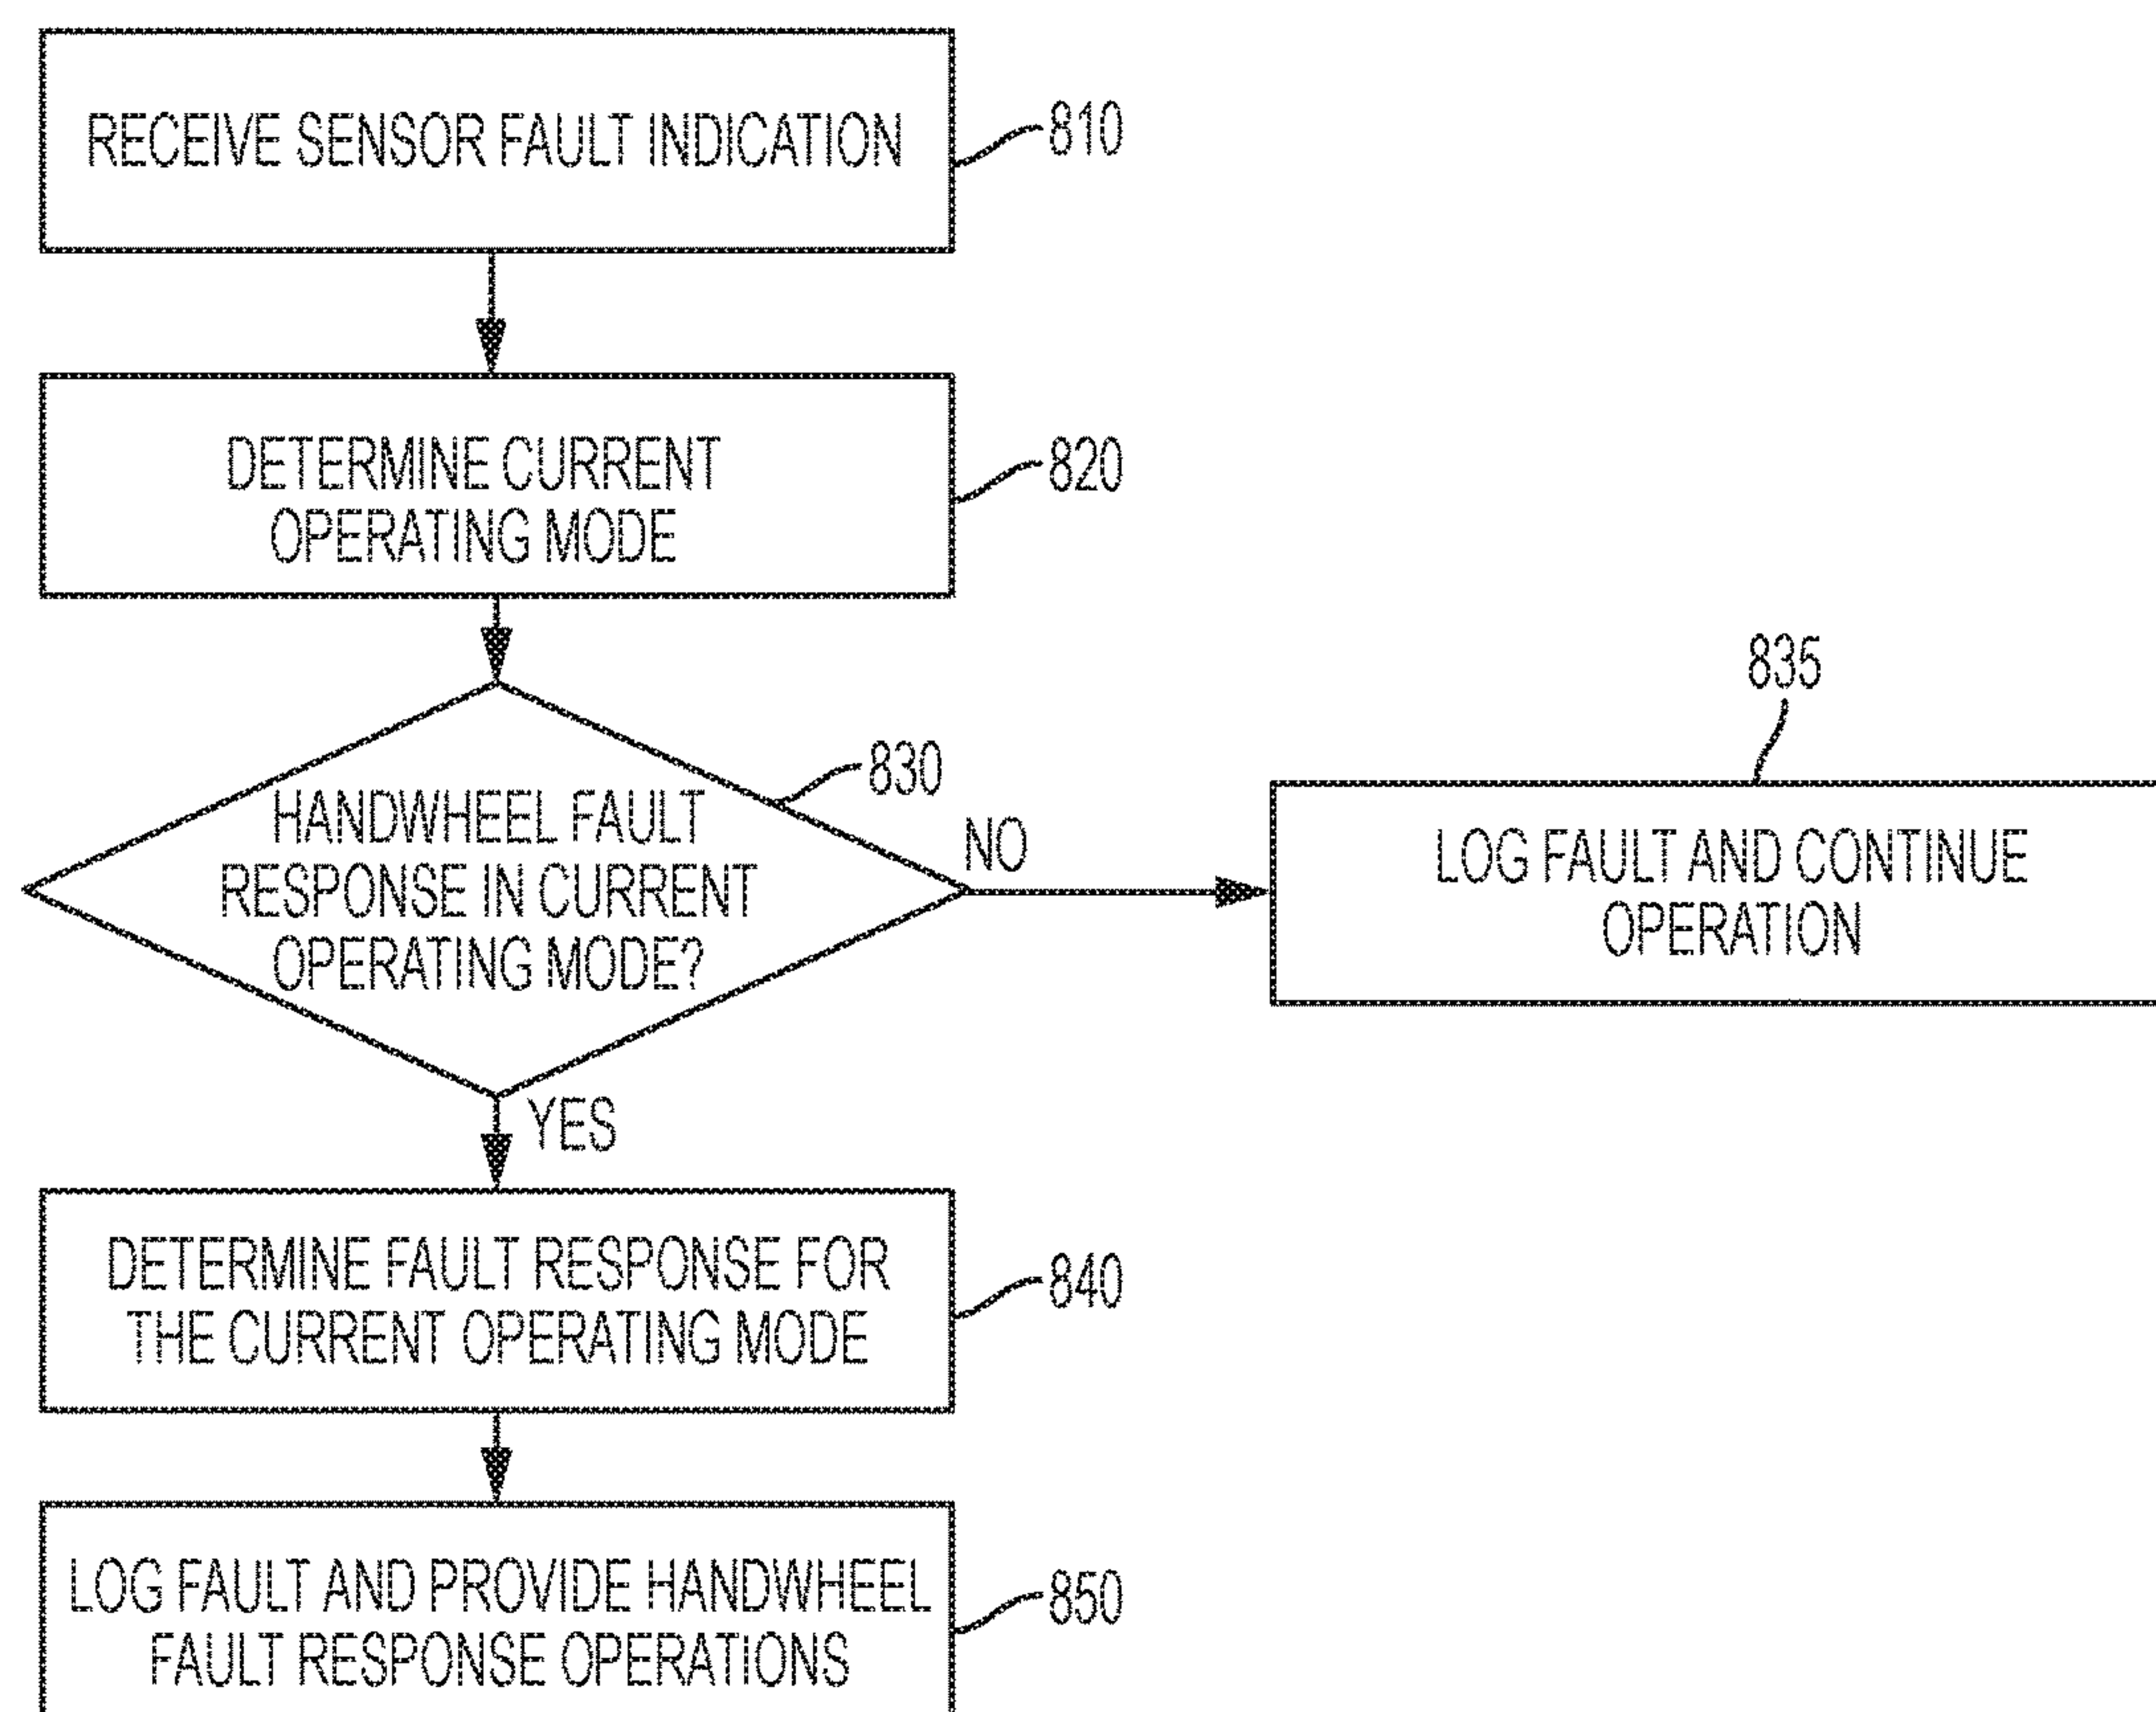 RECEIVE SENSOR FAULT INDICATION
810
DETERMINE CURRENT
OPERATING MODE
820
HANDWHEEL FAULT
RESPONSE IN CURRENT
OPERATING MODE?
830
NO
835
LOG FAULT AND CONTINUE
OPERATION
YES
DETERMINE FAULT RESPONSE FOR
THE CURRENT OPERATING MODE
840
LOG FAULT AND PROVIDE HANDWHEEL
FAULT RESPONSE OPERATIONS
850